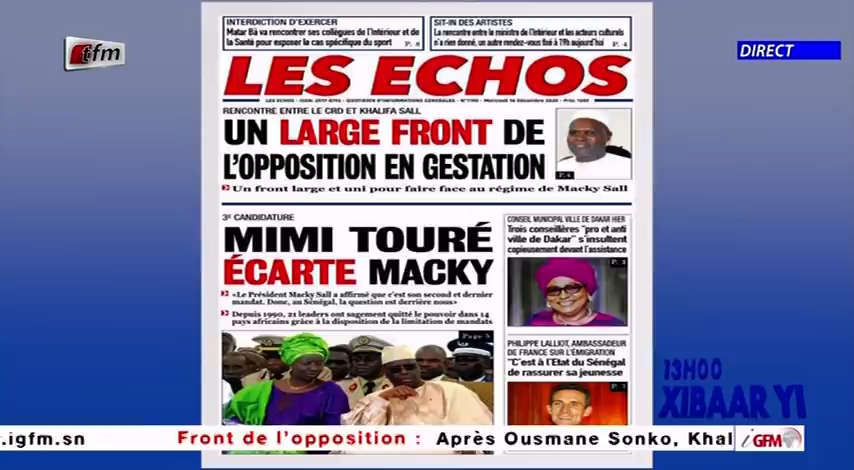 tfm
DIRECT
INTERDICTION D'EXERCER
Matar Bâ va rencontrer ses collègues de l'Intérieur et de
la Santé pour exposer le cas spécifique du sport P. 8
SIT-IN DES ARTISTES
La rencontre entre le ministre de l'Intérieur et les acteurs culturels
n'a rien donné, un autre rendez-vous fixé à 19h aujourd'hui P. 4
LES ECHOS
RENCONTRE ENTRE LE CRD ET KHALIFA SALL
UN LARGE FRONT DE
L'OPPOSITION EN GESTATION
P.4
Un front large et uni pour faire face au régime de Macky Sall
3e CANDIDATURE
MIMI TOURÉ
ÉCARTE MACKY
«Le Président Macky Sall a affirmé que c'est son second et dernier
mandat. Donc, au Sénégal, la question est derrière nous»
Depuis 1990, 21 leaders ont sagement quitté le pouvoir dans 14
pays africains grâce à la disposition de la limitation de mandats
Page 5
CONSEIL MUNICIPAL VILLE DE DAKAR HIER
Trois conseillères "pro et anti
ville de Dakar" s'insultent
copieusement devant l'assistance
P. 3
PHILIPPE LALLIOT, AMBASSADEUR
DE FRANCE SUR L'ÉMIGRATION
"C'est à l'Etat du Sénégal
de rassurer sa jeunesse
P. 7
13H00
XIBAAR YI
.igfm.sn Front de l'opposition : Après Ousmane Sonko, Khal
iGFM